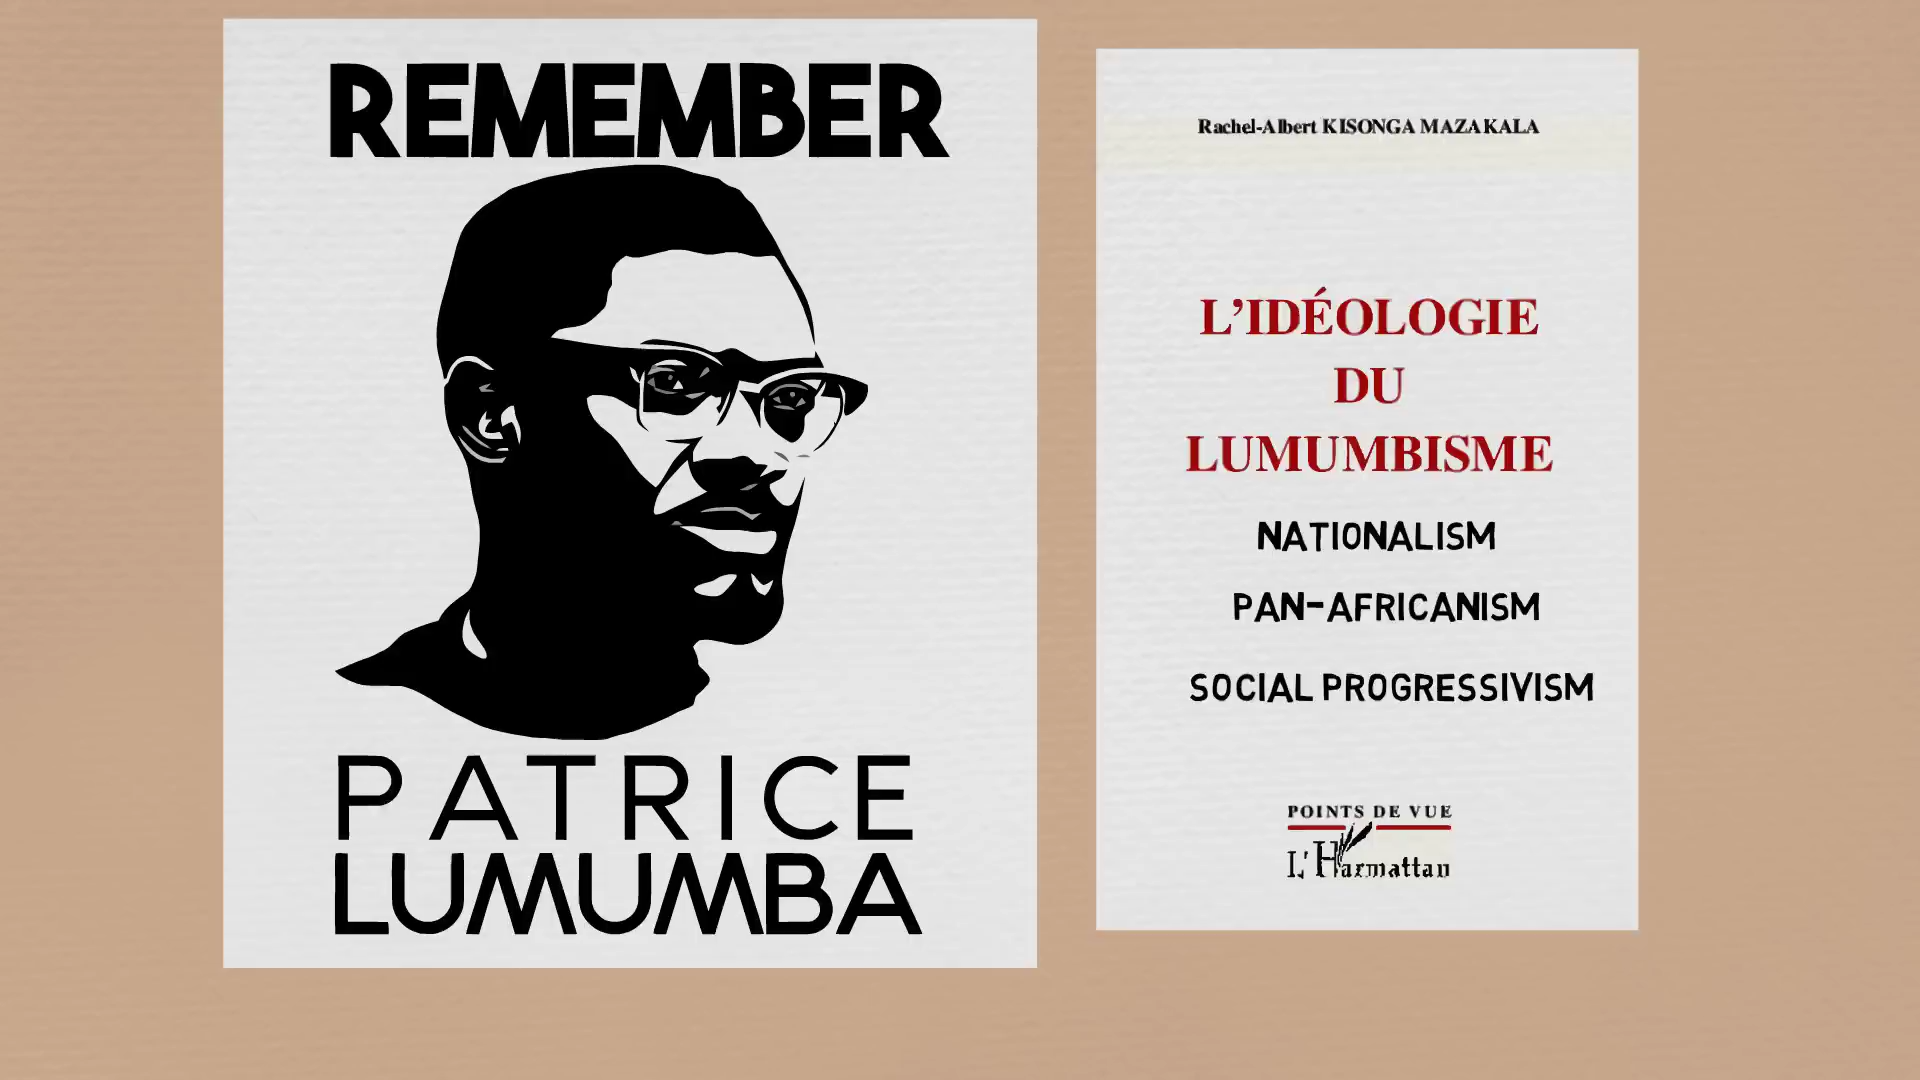 REMEMBER
PATRICE
LUMUMBA
Rachel-Albert KISONGA MAZAKALA
L'IDÉOLOGIE
DU
LUMUMBISME
NATIONALISM
PAN-AFRICANISM
SOCIAL PROGRESSIVISM
POINTS DE VUE
L'Harmattan